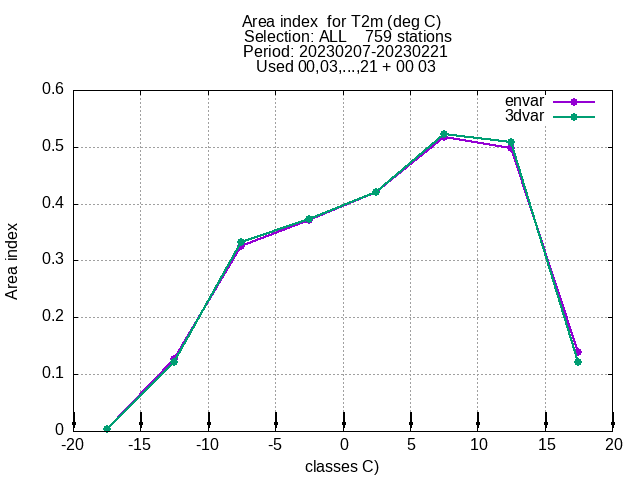 Area index  for T2m (deg C)
Selection: ALL    759 stations
Period: 20230207-20230221
Used 00,03,...,21 + 00 03
envar
3dvar
0.6
0.5
0.4
0.3
0.2
0.1
0
Area index
-20 -15 -10 -5 0 5 10 15 20
classes C)